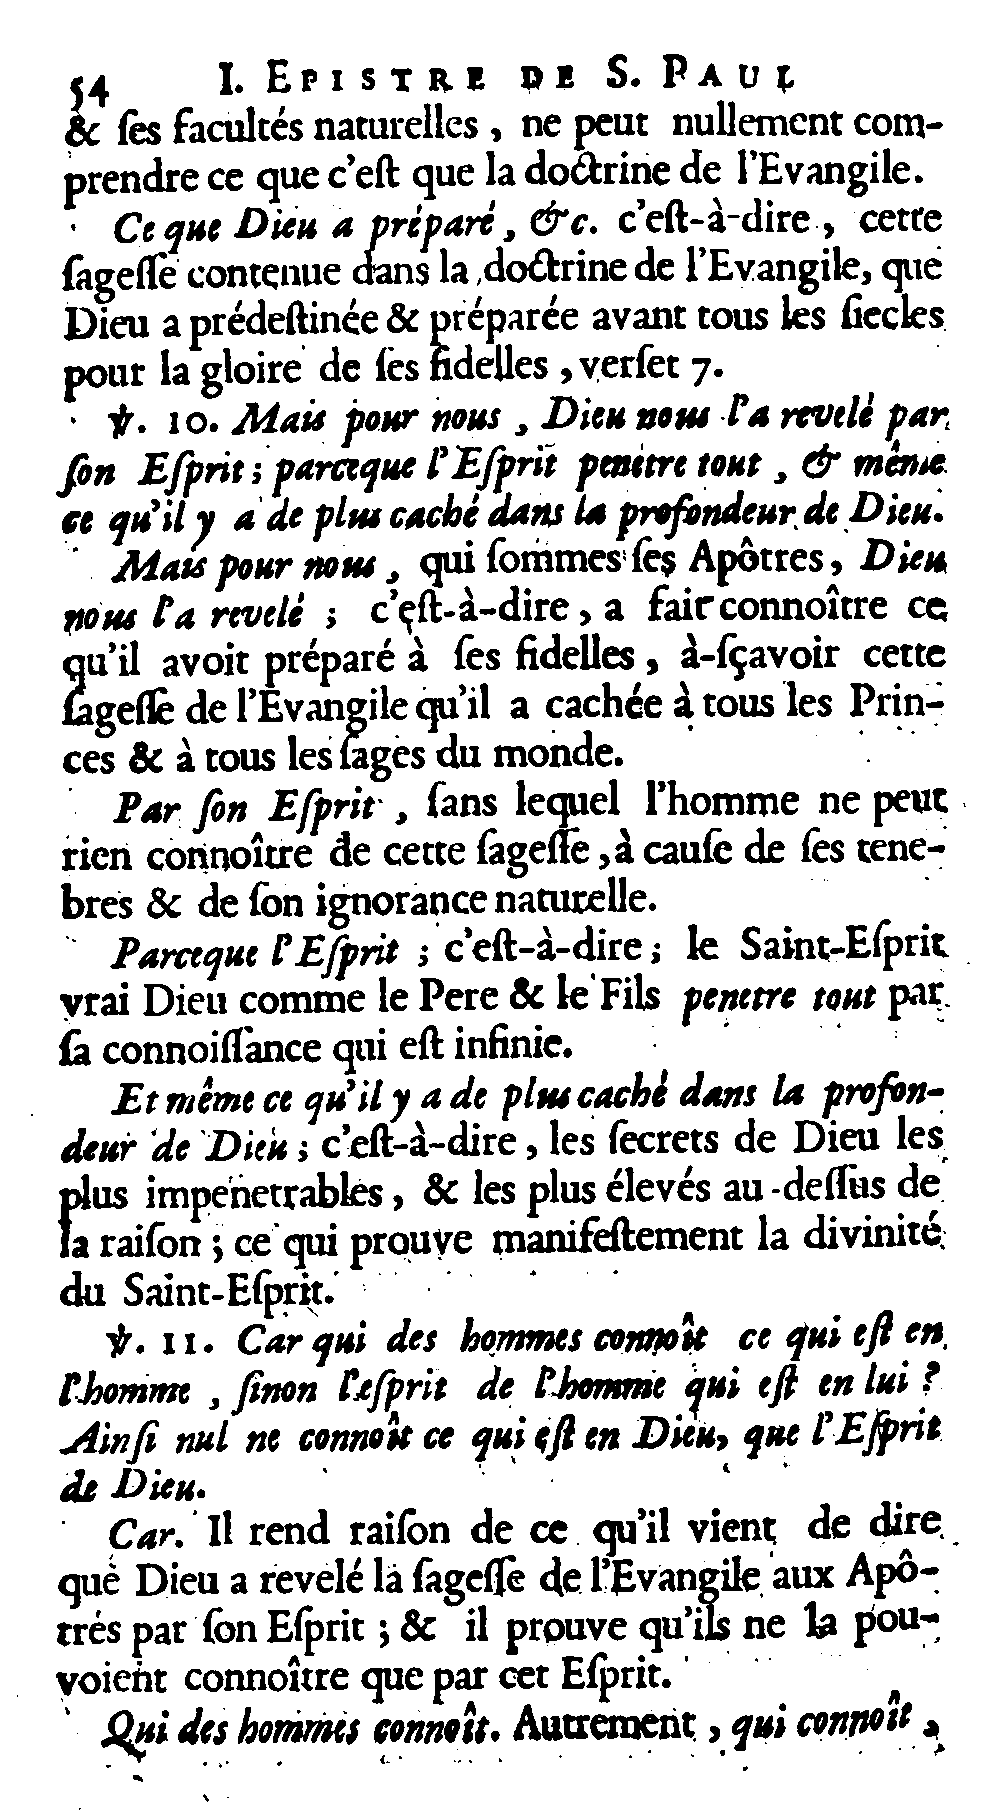 54 I. EPISTRE DE S. PAUL
& ſes facultés naturelles, ne peut nullement com-
prendre ce que c'eſt que la doctrine de l'Evangile.
Ce que Dieu a préparé, &c. c'eſt-à-dire, cette
ſageſſe contenue dans la doctrine de l'Evangile, que
Dieu a prédeſtinée & préparée avant tous les ſiecles
pour la gloire de ſes fidelles, verſet 7.
℣. 10. Mais pour nous, Dieu nous l'a revelé par
ſon Eſprit; parceque l'Eſprit penetre tout, & même
ce qu'il y a de plus caché dans la profondeur de Dieu.
Mais pour nous, qui ſommes ſes Apôtres, Dieu
nous l'a revelé; c'eſt-à-dire, a fait connoître ce
qu'il avoit préparé à ſes fidelles, à-ſçavoir cette
ſageſſe de l'Evangile qu'il a cachée à tous les Prin-
ces & à tous les ſages du monde.
Par ſon Eſprit, ſans lequel l'homme ne peut
rien connoître de cette ſageſſe, à cauſe de ſes tene-
bres & de ſon ignorance naturelle.
Parceque l'Eſprit; c'eſt-à-dire; le Saint-Eſprit
vrai Dieu comme le Pere & le Fils penetre tout par
ſa connoiſſance qui eſt infinie.
Et même ce qu'il y a de plus caché dans la profon-
deur de Dieu; c'eſt-à-dire, les ſecrets de Dieu les
plus impenetrables, & les plus élevés au-deſſus de
la raiſon; ce qui prouve manifeſtement la divinité
du Saint-Eſprit.
℣. 11. Car qui des hommes connoît ce qui eſt en
l'homme, ſinon l'eſprit de l'homme qui eſt en lui?
Ainſi nul ne connoît ce qui eſt en Dieu, que l'Eſprit
de Dieu.
Car. Il rend raiſon de ce qu'il vient de dire
que Dieu a revelé la ſageſſe de l'Evangile aux Apô-
tres par ſon Eſprit; & il prouve qu'ils ne la pou-
voient connoître que par cet Eſprit.
Qui des hommes connoît. Autrement, qui connoît,